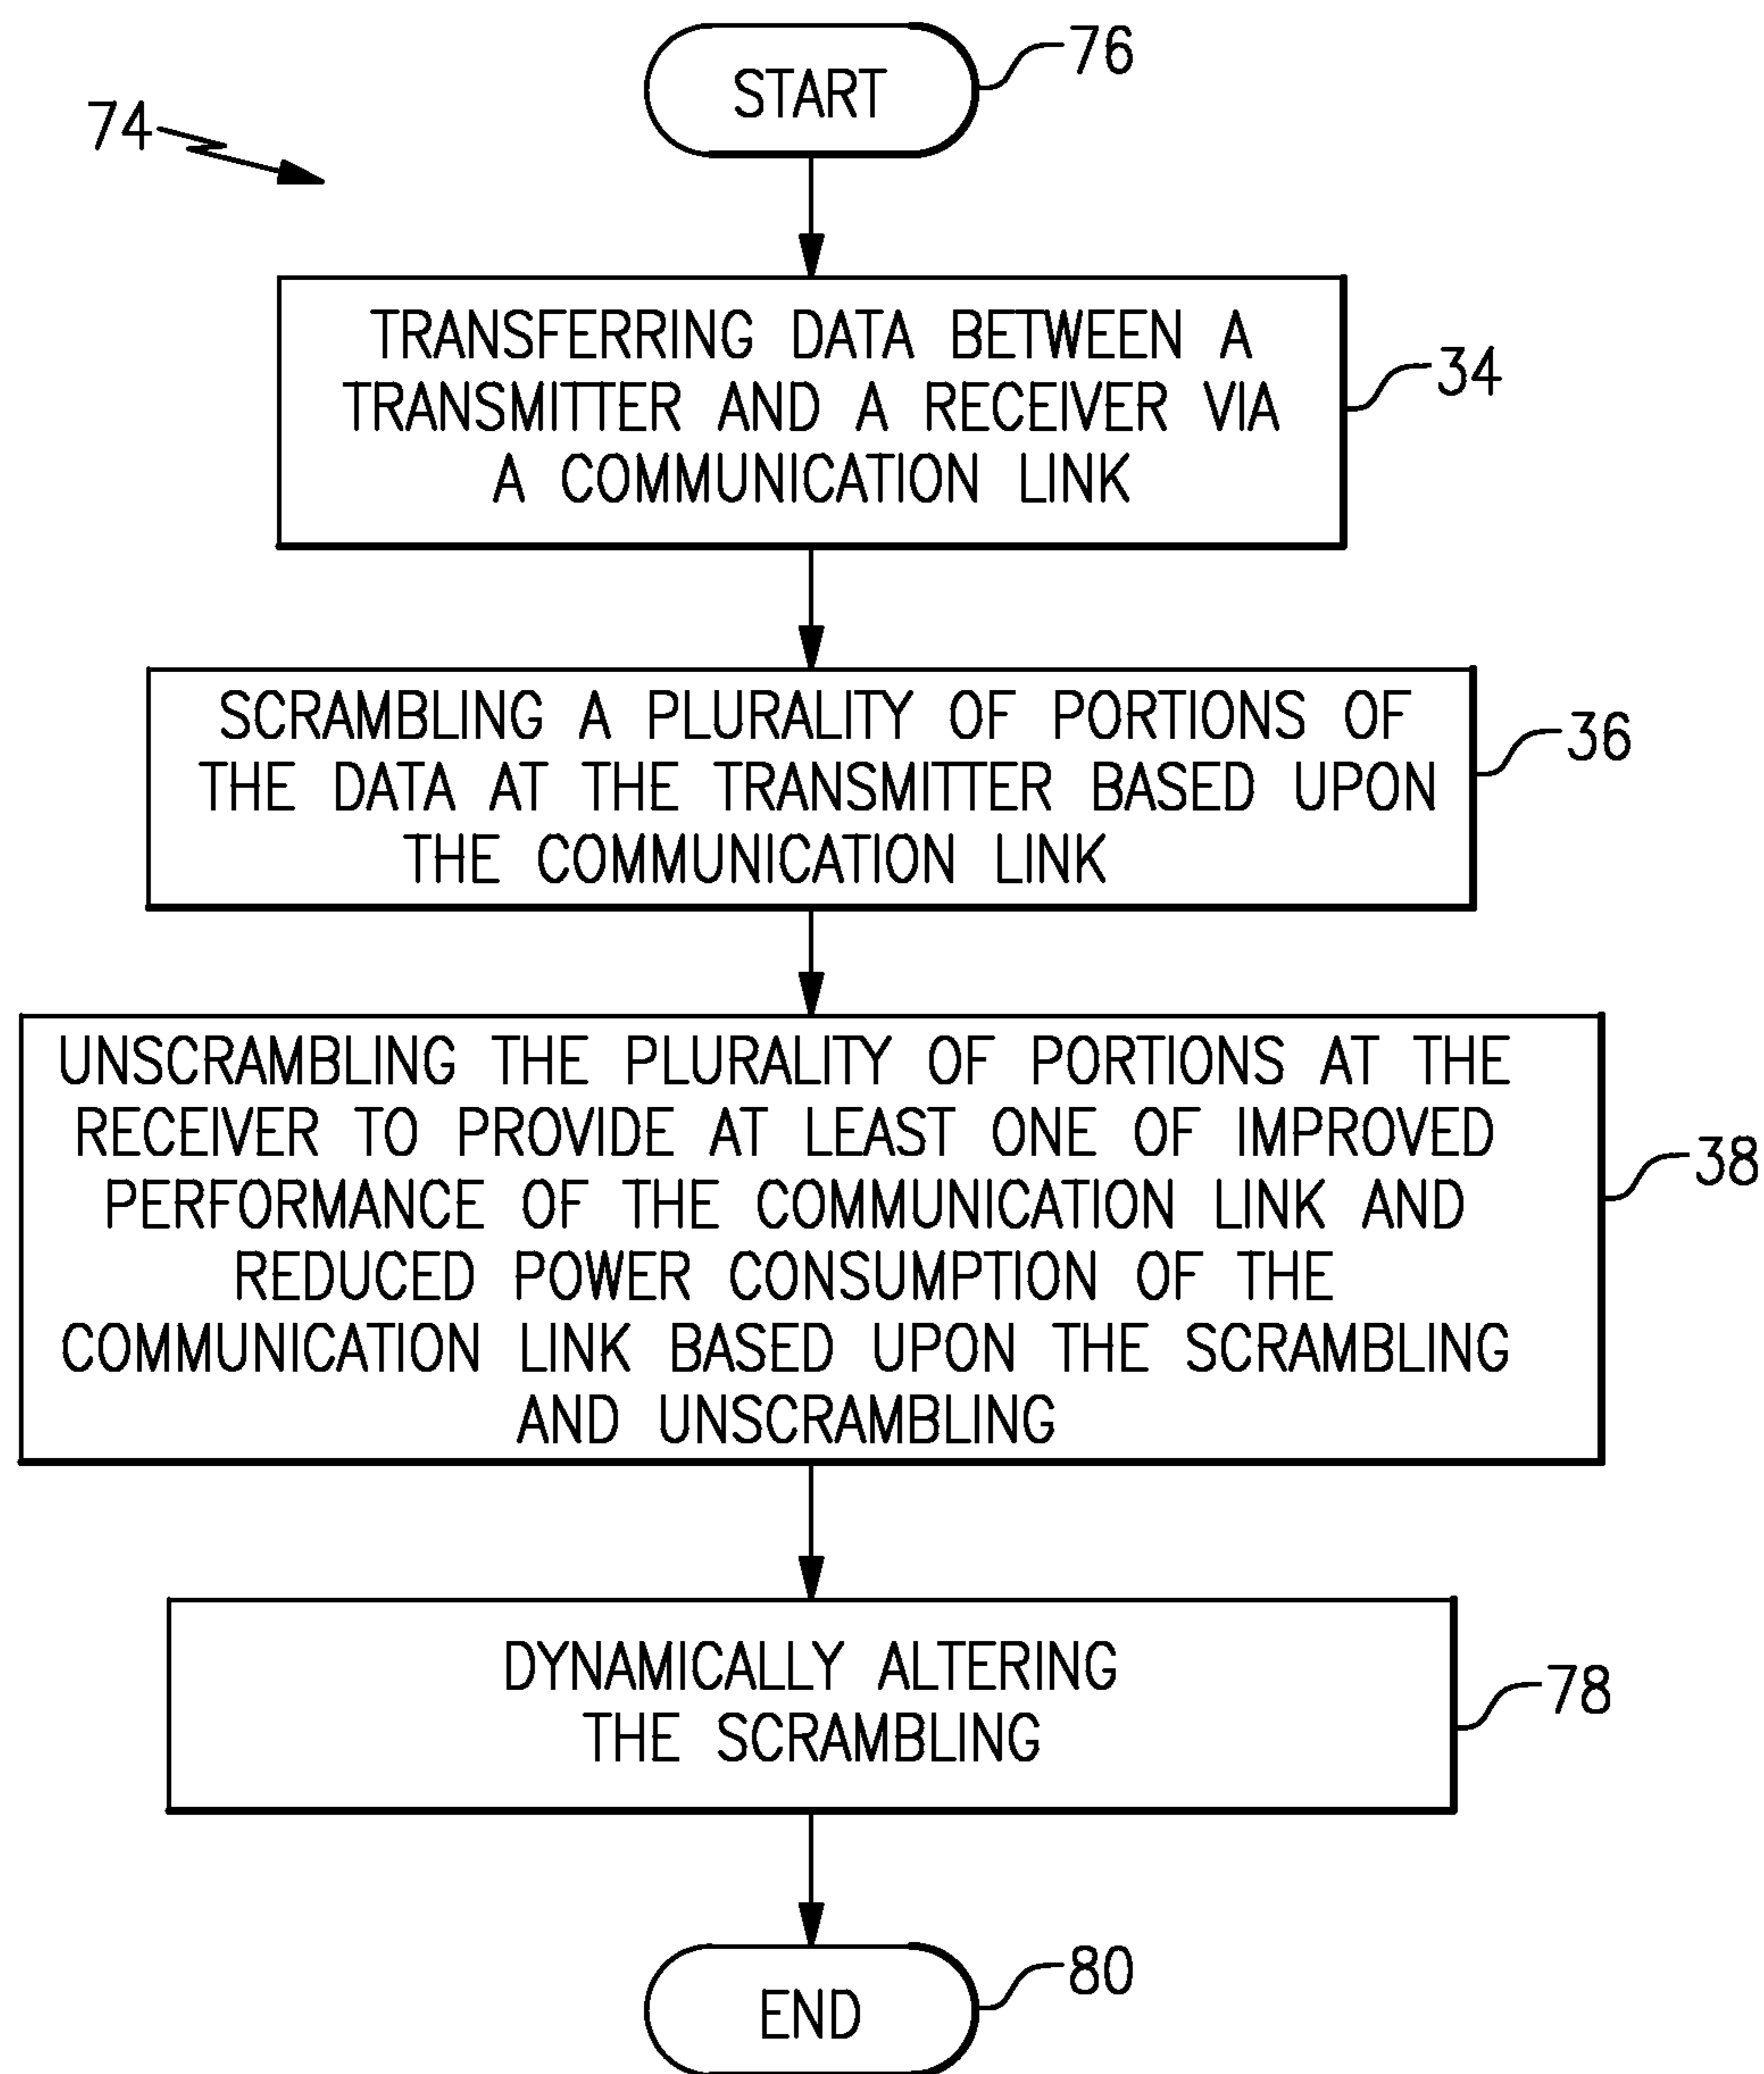 START
76
74
TRANSFERRING DATA BETWEEN A
TRANSMITTER AND A RECEIVER VIA
A COMMUNICATION LINK
34
SCRAMBLING A PLURALITY OF PORTIONS OF
THE DATA AT THE TRANSMITTER BASED UPON
THE COMMUNICATION LINK
36
UNSCRAMBLING THE PLURALITY OF PORTIONS AT THE
RECEIVER TO PROVIDE AT LEAST ONE OF IMPROVED
PERFORMANCE OF THE COMMUNICATION LINK AND
REDUCED POWER CONSUMPTION OF THE
COMMUNICATION LINK BASED UPON THE SCRAMBLING
AND UNSCRAMBLING
38
DYNAMICALLY ALTERING
THE SCRAMBLING
78
END
80